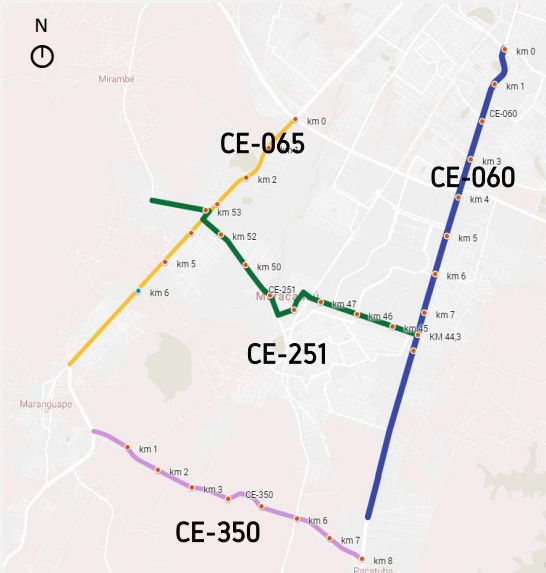 N
km 0
km 1
Mirambé
CE-060
km 0
CE-065
km 3
CE-060
km 2
km 4
km 53
km 52
km 5
km 5
km 50
km 6
CE-251
km 6
Maracanaú
km 47
km 46
km 7
km 45
KM 44,3
CE-251
Maranguape
km 1
km 2
km 3
CE-350
km 6
CE-350
km 7
km 8
Pacatuba